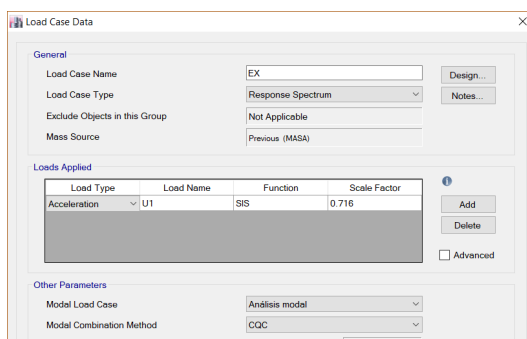 Load Case Data
General
Load Case Name EX Design...
Load Case Type Response Spectrum Notes...
Exclude Objects in this Group Not Applicable
Mass Source Previous (MASA)
Loads Applied
Load Type Load Name Function Scale Factor
Acceleration U1 SIS 0.716 Add
Delete
Advanced
Other Parameters
Modal Load Case Análisis modal
Modal Combination Method CQC